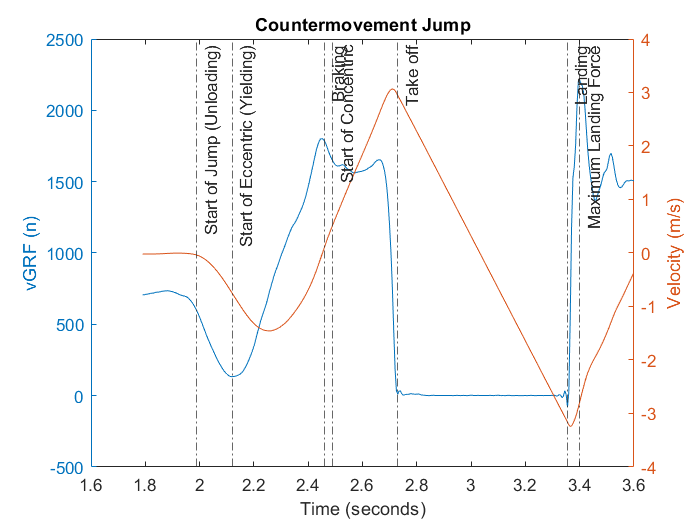 Countermovement Jump
2500
2000
1500
1000
500
0
-500
vGRF (n)
4
3
2
1
0
-1
-2
-3
-4
Velocity (m/s)
Start of Jump (Unloading)
Start of Eccentric (Yielding)
Braking
Start of Concentric
Take off
Landing
Maximum Landing Force
1.6
1.8
2
2.2
2.4
2.6
2.8
3
3.2
3.4
3.6
Time (seconds)